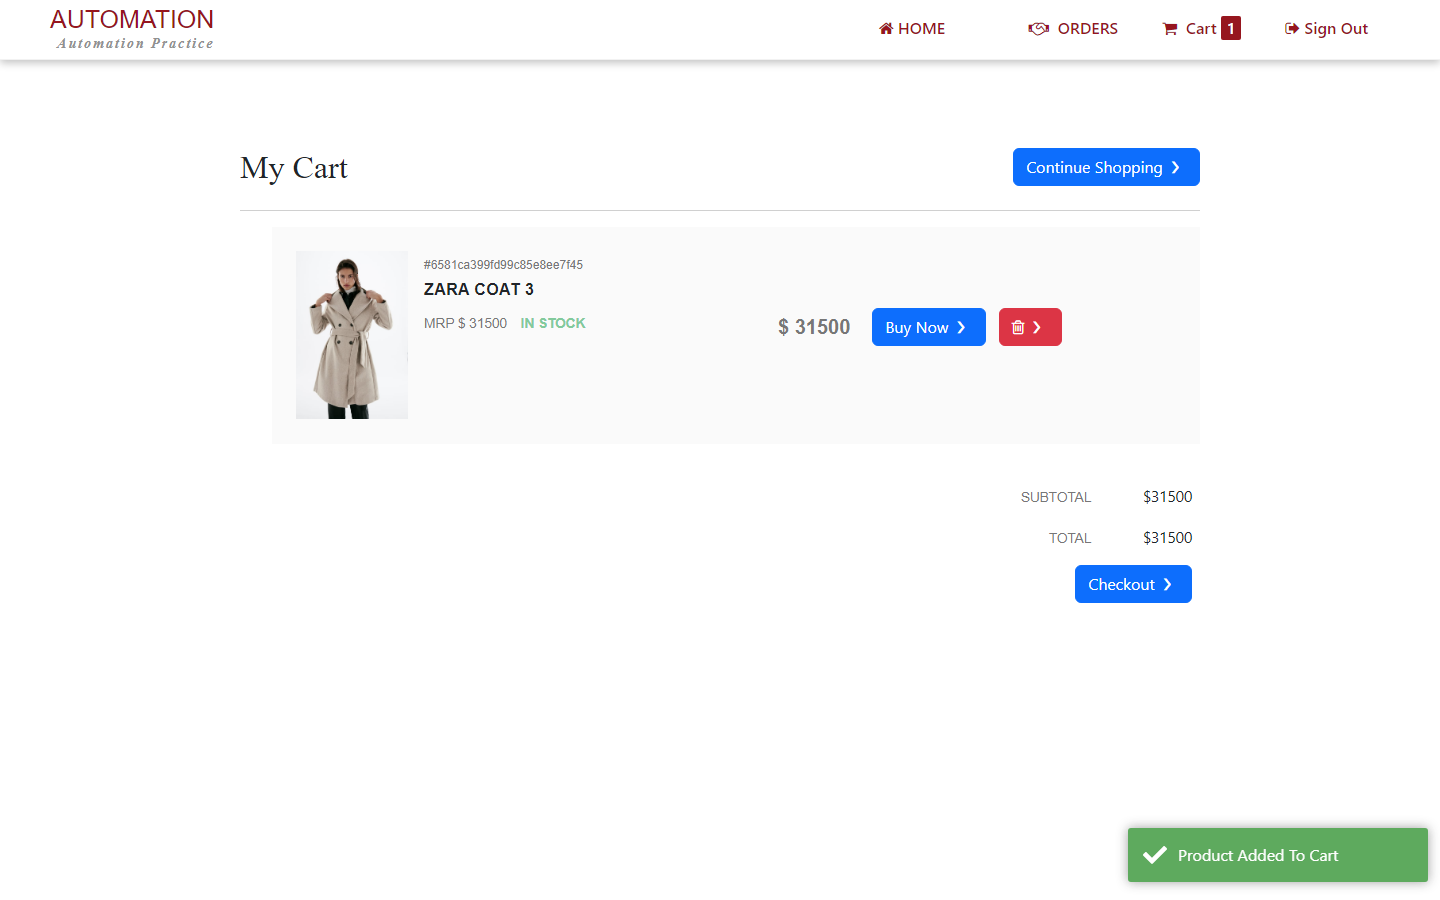 AUTOMATION
Automation Practice
HOME
ORDERS
Cart 1
Sign Out
My Cart
Continue Shopping
#6581ca399fd99c85e8ee7f45
ZARA COAT 3
MRP $ 31500 IN STOCK
$ 31500
Buy Now
SUBTOTAL $31500
TOTAL $31500
Checkout
Product Added To Cart